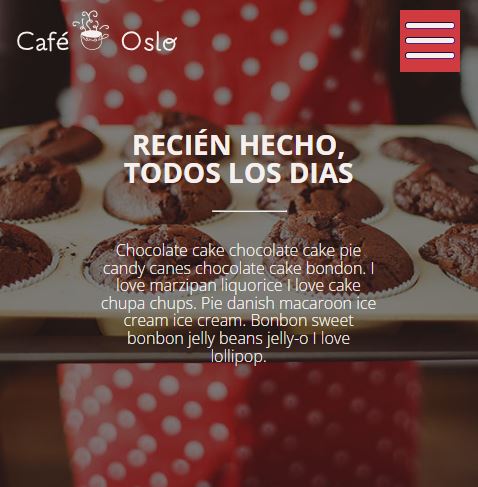 Café Oslo
RECIÉN HECHO,
TODOS LOS DIAS
Chocolate cake chocolate cake pie
candy canes chocolate cake bondon. I
love marzipan liquorice I love cake
chupa chups. Pie danish macaroon ice
cream ice cream. Bonbon sweet
bonbon jelly beans jelly-o I love
lollipop.